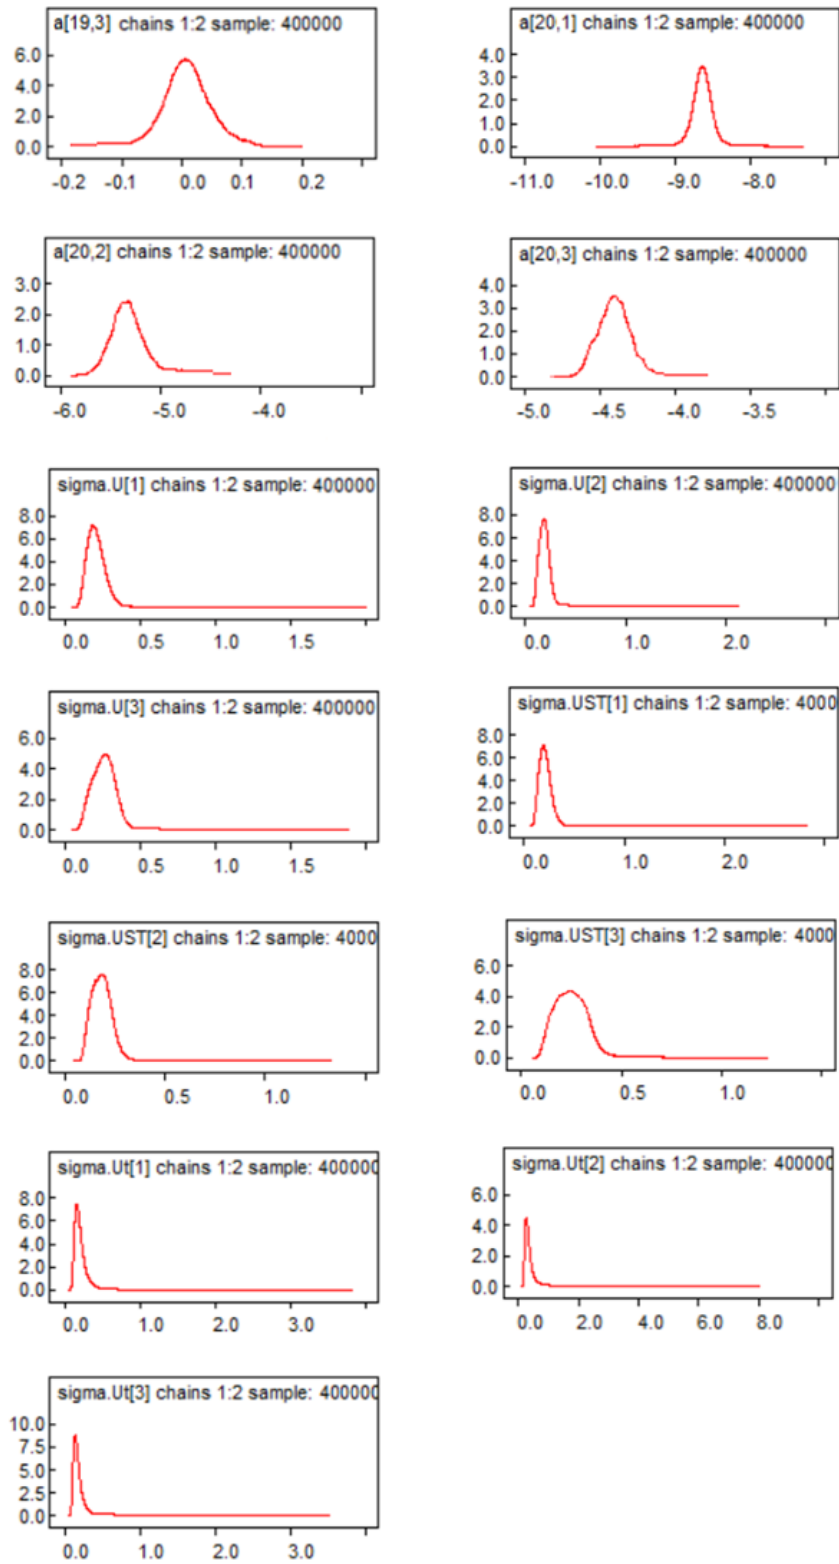 a[19,3] chains 1:2 sample: 400000
6.0
4.0
2.0
0.0
-0.2 -0.1 0.0 0.1 0.2
a[20,1] chains 1:2 sample: 400000
4.0
3.0
2.0
1.0
0.0
-11.0 -10.0 -9.0 -8.0
a[20,2] chains 1:2 sample: 400000
3.0
2.0
1.0
0.0
-6.0 -5.0 -4.0
a[20,3] chains 1:2 sample: 400000
4.0
3.0
2.0
1.0
0.0
-5.0 -4.5 -4.0 -3.5
sigma.U[1] chains 1:2 sample: 400000
8.0
6.0
4.0
2.0
0.0
0.0 0.5 1.0 1.5
sigma.U[2] chains 1:2 sample: 400000
8.0
6.0
4.0
2.0
0.0
0.0 1.0 2.0
sigma.U[3] chains 1:2 sample: 400000
6.0
4.0
2.0
0.0
0.0 0.5 1.0 1.5
sigma.UST[1] chains 1:2 sample: 4000
8.0
6.0
4.0
2.0
0.0
0.0 1.0 2.0
sigma.UST[2] chains 1:2 sample: 4000
8.0
6.0
4.0
2.0
0.0
0.0 0.5 1.0
sigma.UST[3] chains 1:2 sample: 4000
6.0
4.0
2.0
0.0
0.0 0.5 1.0
sigma.Ut[1] chains 1:2 sample: 400000
8.0
6.0
4.0
2.0
0.0
0.0 1.0 2.0 3.0
sigma.Ut[2] chains 1:2 sample: 400000
6.0
4.0
2.0
0.0
0.0 2.0 4.0 6.0 8.0
sigma.Ut[3] chains 1:2 sample: 400000
10.0
7.5
5.0
2.5
0.0
0.0 1.0 2.0 3.0